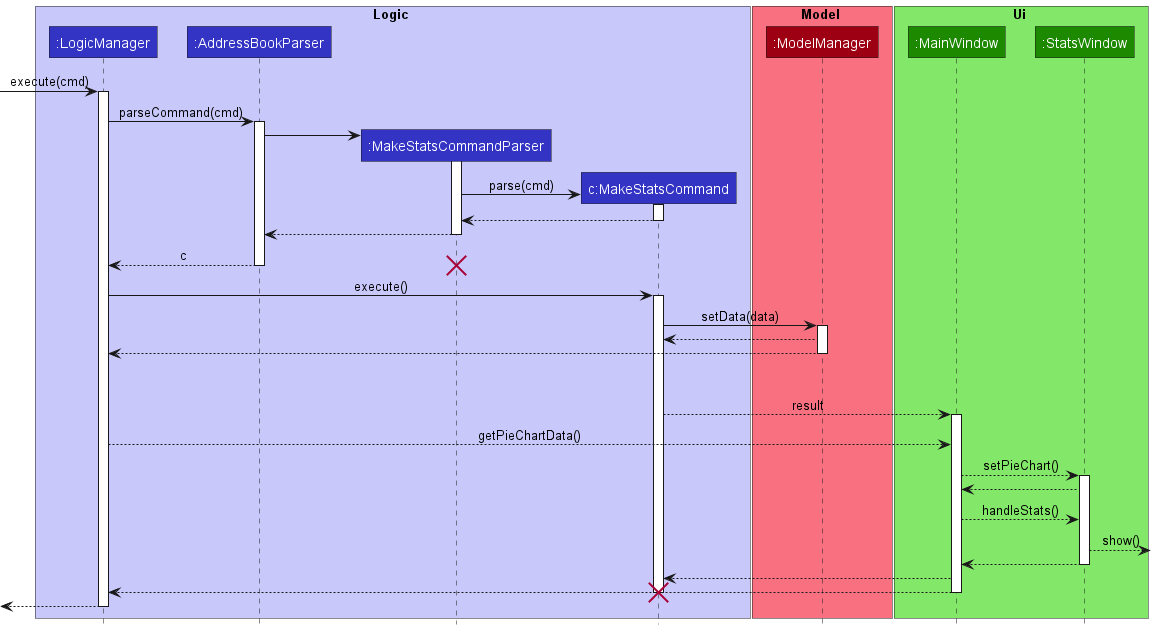 Logic
Model
Ui
:LogicManager
:AddressBookParser
:ModelManager
:MainWindow
:StatsWindow
execute(cmd)
parseCommand(cmd)
:MakeStatsCommandParser
parse(cmd)
c:MakeStatsCommand
c
execute()
setData(data)
result
getPieChartData()
setPieChart()
handleStats()
show()